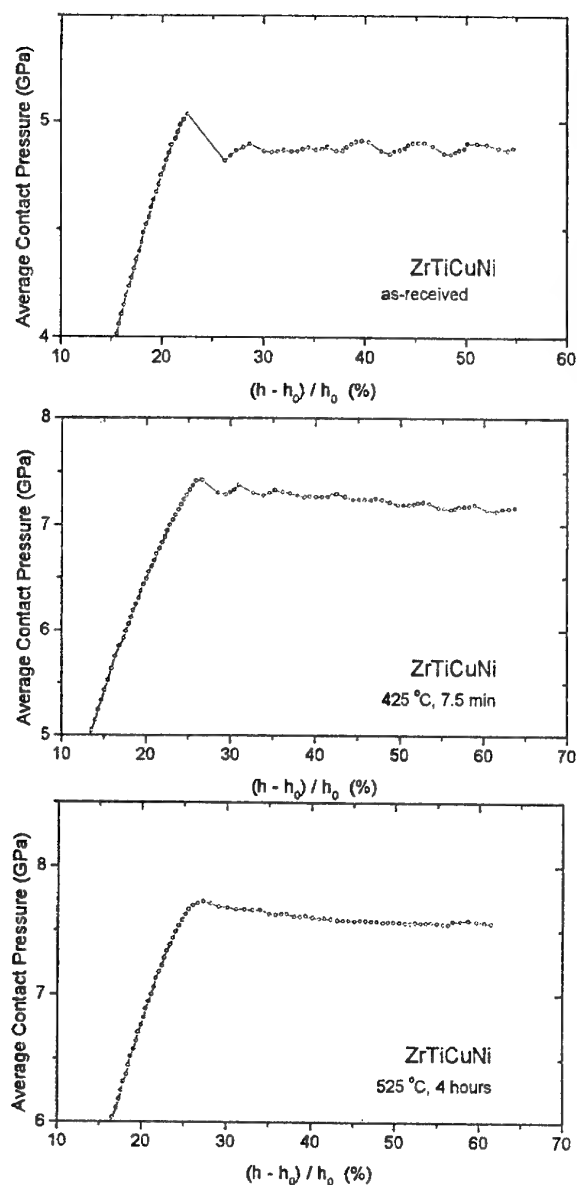 Average Contact Pressure (GPa)
5
4
ZrTiCuNi
as-received
10 20 30 40 50 60
(h - h₀) / h₀ (%)
Average Contact Pressure (GPa)
8
7
6
5
ZrTiCuNi
425 °C, 7.5 min
10 20 30 40 50 60 70
(h - h₀) / h₀ (%)
Average Contact Pressure (GPa)
8
7
6
ZrTiCuNi
525 °C, 4 hours
10 20 30 40 50 60 70
(h - h₀) / h₀ (%)